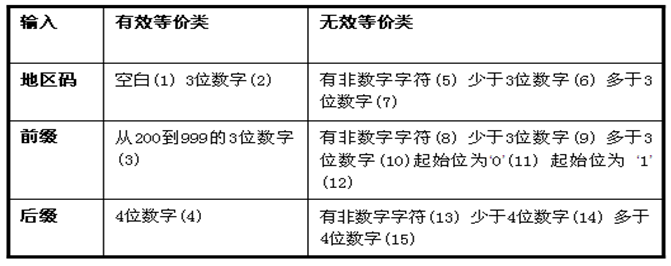 输入 有效等价类 无效等价类
地区码 空白(1) 3位数字(2) 有非数字字符(5) 少于3位数字(6) 多于3
位数字(7)
前缀 从200到999的3位数字 有非数字字符(8) 少于3位数字(9) 多于3
(3) 位数字(10)起始位为‘0’(11) 起始位为 ‘1’
(12)
后缀 4位数字(4) 有非数字字符(13) 少于4位数字(14) 多于
4位数字(15)